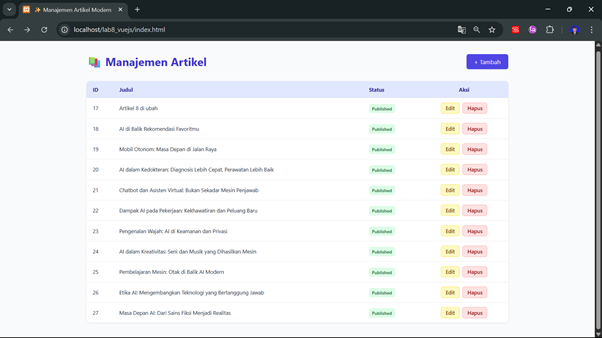 ✨ Manajemen Artikel Modern
localhost/lab8_vuejs/index.html
Manajemen Artikel
+ Tambah
ID Judul Status Aksi
17 Artikel 8 di ubah Published Edit Hapus
18 AI di Balik Rekomendasi Favoritmu Published Edit Hapus
19 Mobil Otonom: Masa Depan di Jalan Raya Published Edit Hapus
20 AI dalam Kedokteran: Diagnosis Lebih Cepat, Perawatan Lebih Baik Published Edit Hapus
21 Chatbot dan Asisten Virtual: Bukan Sekadar Mesin Penjawab Published Edit Hapus
22 Dampak AI pada Pekerjaan: Kekhawatiran dan Peluang Baru Published Edit Hapus
23 Pengenalan Wajah: AI di Keamanan dan Privasi Published Edit Hapus
24 AI dalam Kreativitas: Seni dan Musik yang Dihasilkan Mesin Published Edit Hapus
25 Pembelajaran Mesin: Otak di Balik AI Modern Published Edit Hapus
26 Etika AI: Mengembangkan Teknologi yang Bertanggung Jawab Published Edit Hapus
27 Masa Depan AI: Dari Sains Fiksi Menjadi Realitas Published Edit Hapus